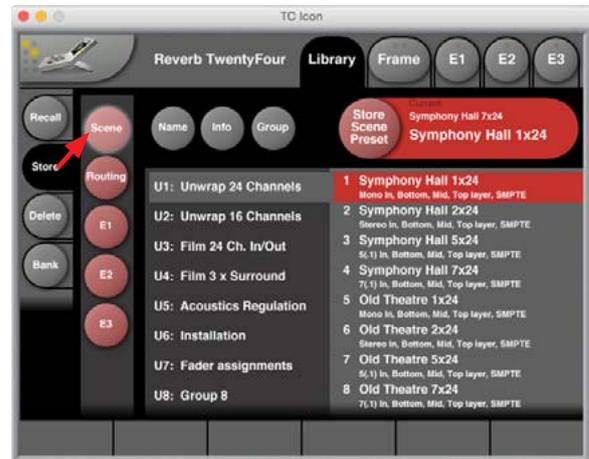 TC Icon
Reverb TwentyFour
Library
Frame
E1
E2
E3
Recall
Store
Delete
Bank
Scene
Routing
E1
E2
E3
Name
Info
Group
Store
Scene
Preset
Current
Symphony Hall 7x24
Symphony Hall 1x24
U1: Unwrap 24 Channels
U2: Unwrap 16 Channels
U3: Film 24 Ch. In/Out
U4: Film 3 x Surround
U5: Acoustics Regulation
U6: Installation
U7: Fader assignments
U8: Group 8
1 Symphony Hall 1x24
Mono In, Bottom, Mid, Top layer, SMPTE
2 Symphony Hall 2x24
Stereo In, Bottom, Mid, Top layer, SMPTE
3 Symphony Hall 5x24
5(.1) In, Bottom, Mid, Top layer, SMPTE
4 Symphony Hall 7x24
7(.1) In, Bottom, Mid, Top layer, SMPTE
5 Old Theatre 1x24
Mono In, Bottom, Mid, Top layer, SMPTE
6 Old Theatre 2x24
Stereo In, Bottom, Mid, Top layer, SMPTE
7 Old Theatre 5x24
5(.1) In, Bottom, Mid, Top layer, SMPTE
8 Old Theatre 7x24
7(.1) In, Bottom, Mid, Top layer, SMPTE